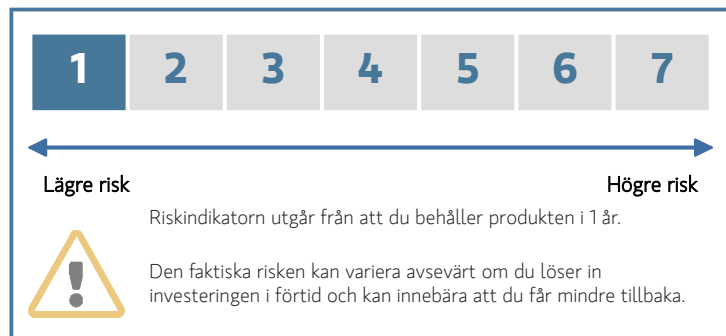 1 2 3 4 5 6 7
Lägre risk Högre risk
Riskindikatorn utgår från att du behåller produkten i 1 år.
Den faktiska risken kan variera avsevärt om du löser in
investeringen i förtid och kan innebära att du får mindre tillbaka.
!